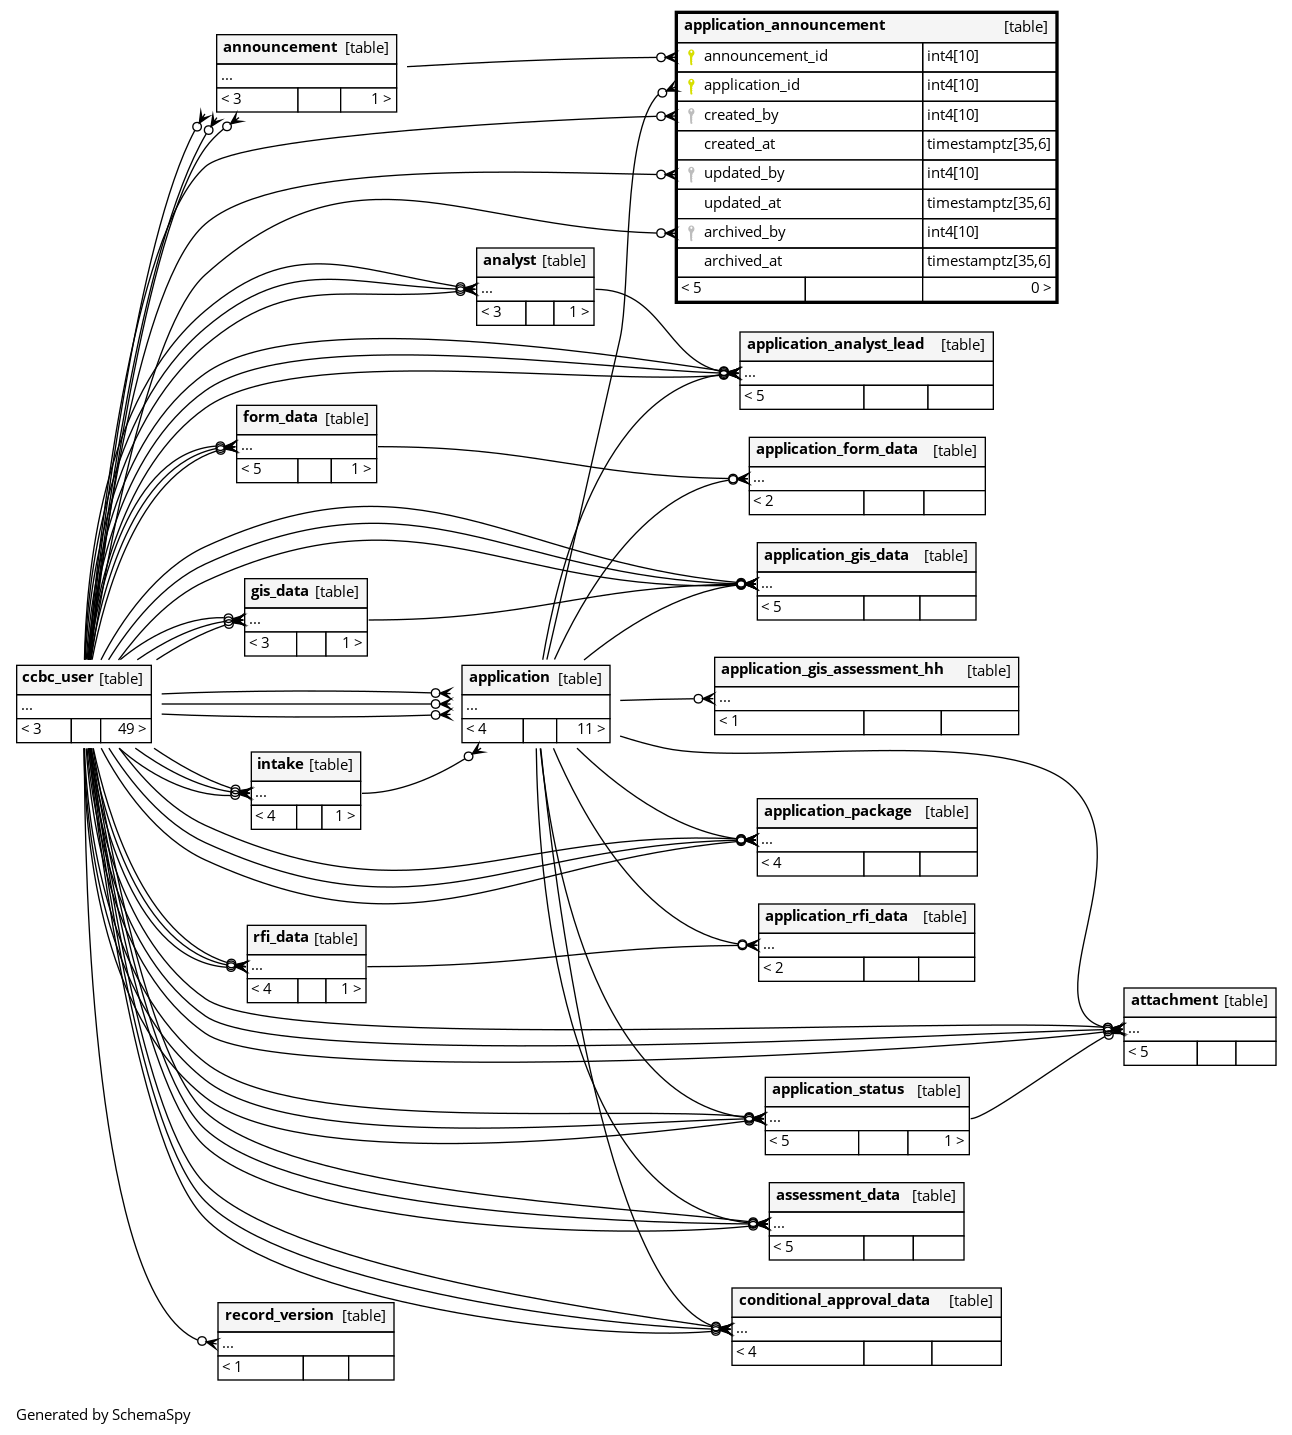 application_announcement [table]
announcement_id int4[10]
application_id int4[10]
created_by int4[10]
created_at timestamptz[35,6]
updated_by int4[10]
updated_at timestamptz[35,6]
archived_by int4[10]
archived_at timestamptz[35,6]
< 5 0 >
announcement [table]
...
< 3 1 >
analyst [table]
...
< 3 1 >
application_analyst_lead [table]
...
< 5
form_data [table]
...
< 5 1 >
application_form_data [table]
...
< 2
application_gis_data [table]
...
< 5
gis_data [table]
...
< 3 1 >
ccbc_user [table]
...
< 3 49 >
application [table]
...
< 4 11 >
application_gis_assessment_hh [table]
...
< 1
intake [table]
...
< 4 1 >
application_package [table]
...
< 4
application_rfi_data [table]
...
< 2
rfi_data [table]
...
< 4 1 >
attachment [table]
...
< 5
application_status [table]
...
< 5 1 >
assessment_data [table]
...
< 5
conditional_approval_data [table]
...
< 4
record_version [table]
...
< 1
Generated by SchemaSpy